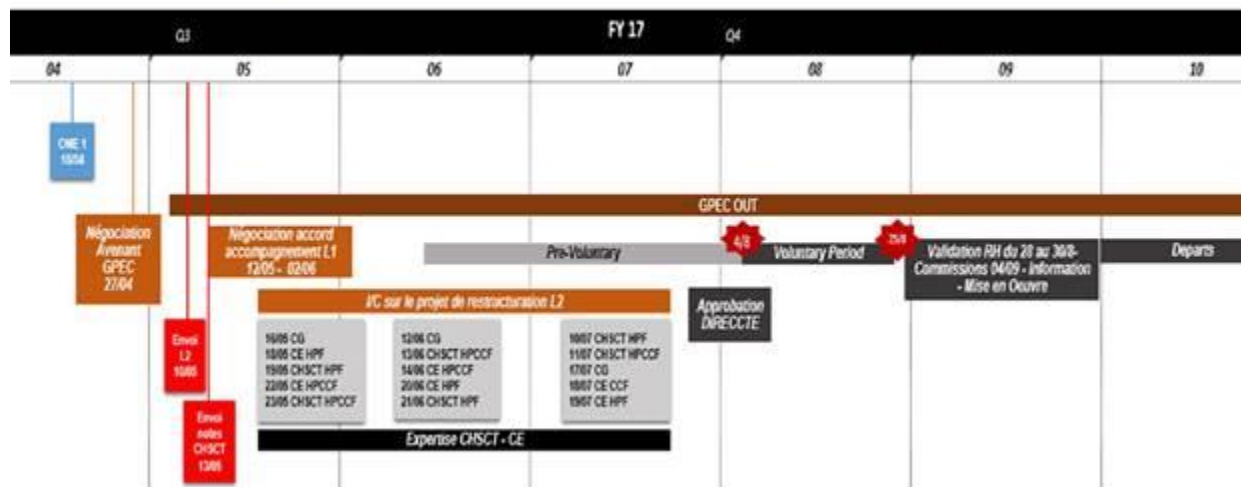 FY 17
Q3
Q4
04
05
06
07
08
09
10
GPEC OUT
Négociation
Avenant
GPEC
27/04
Négociation accord
accompagnement L1
12/05 - 02/06
Pre-Voluntary
4/8
Voluntary Period
25/8
Validation RH du 28 au 30/8-
Commissions 04/09 - Information
- Mise en Oeuvre
Departs
I/C sur le projet de restructuration L2
Approbation
DIRECCTE
Envoi
L2
10/05
16/05 CG
18/05 CE HPF
19/05 CHSCT HPF
22/05 CE HPCCF
23/05 CHSCT HPCCF
12/06 CG
13/06 CHSCT HPCCF
14/06 CE HPCCF
20/06 CE HPF
21/06 CHSCT HPF
10/07 CHSCT HPF
11/07 CHSCT HPCCF
17/07 CG
18/07 CE CCF
19/07 CE HPF
Envoi
notes
CHSCT
13/05
Expertise CHSCT - CE